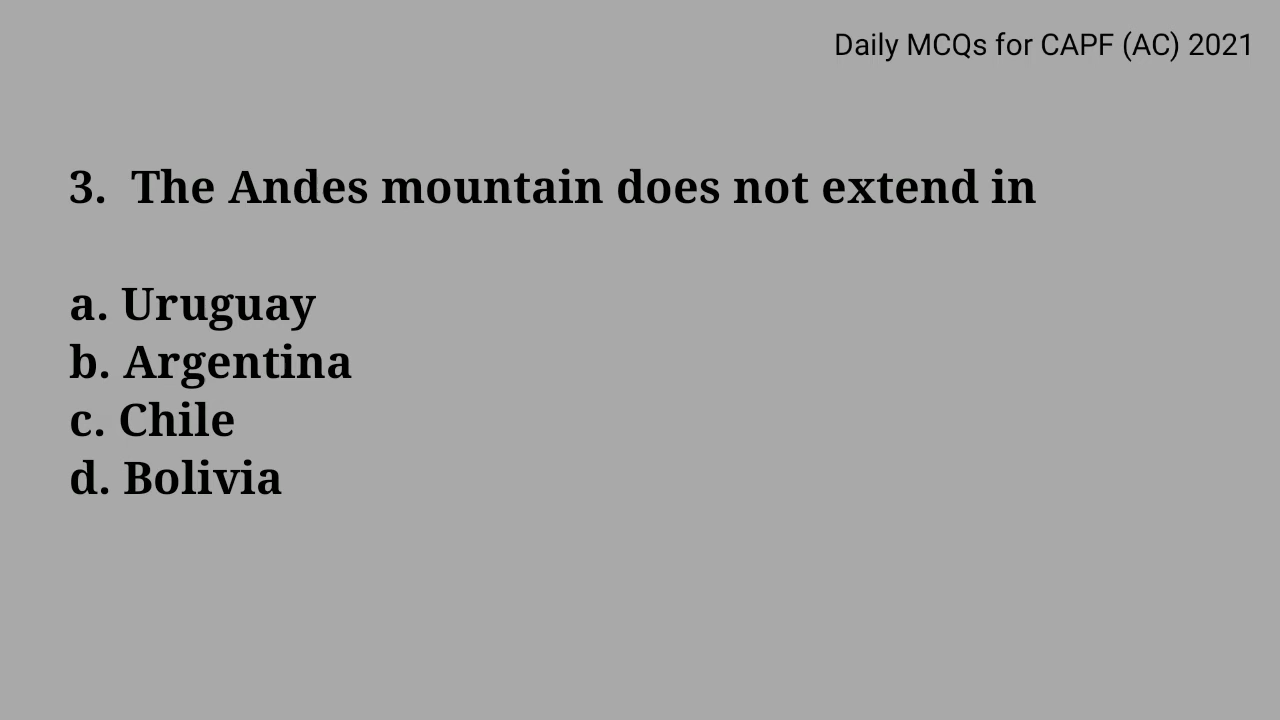 Daily MCQs for CAPF (AC) 2021
3. The Andes mountain does not extend in
a. Uruguay
b. Argentina
c. Chile
d. Bolivia